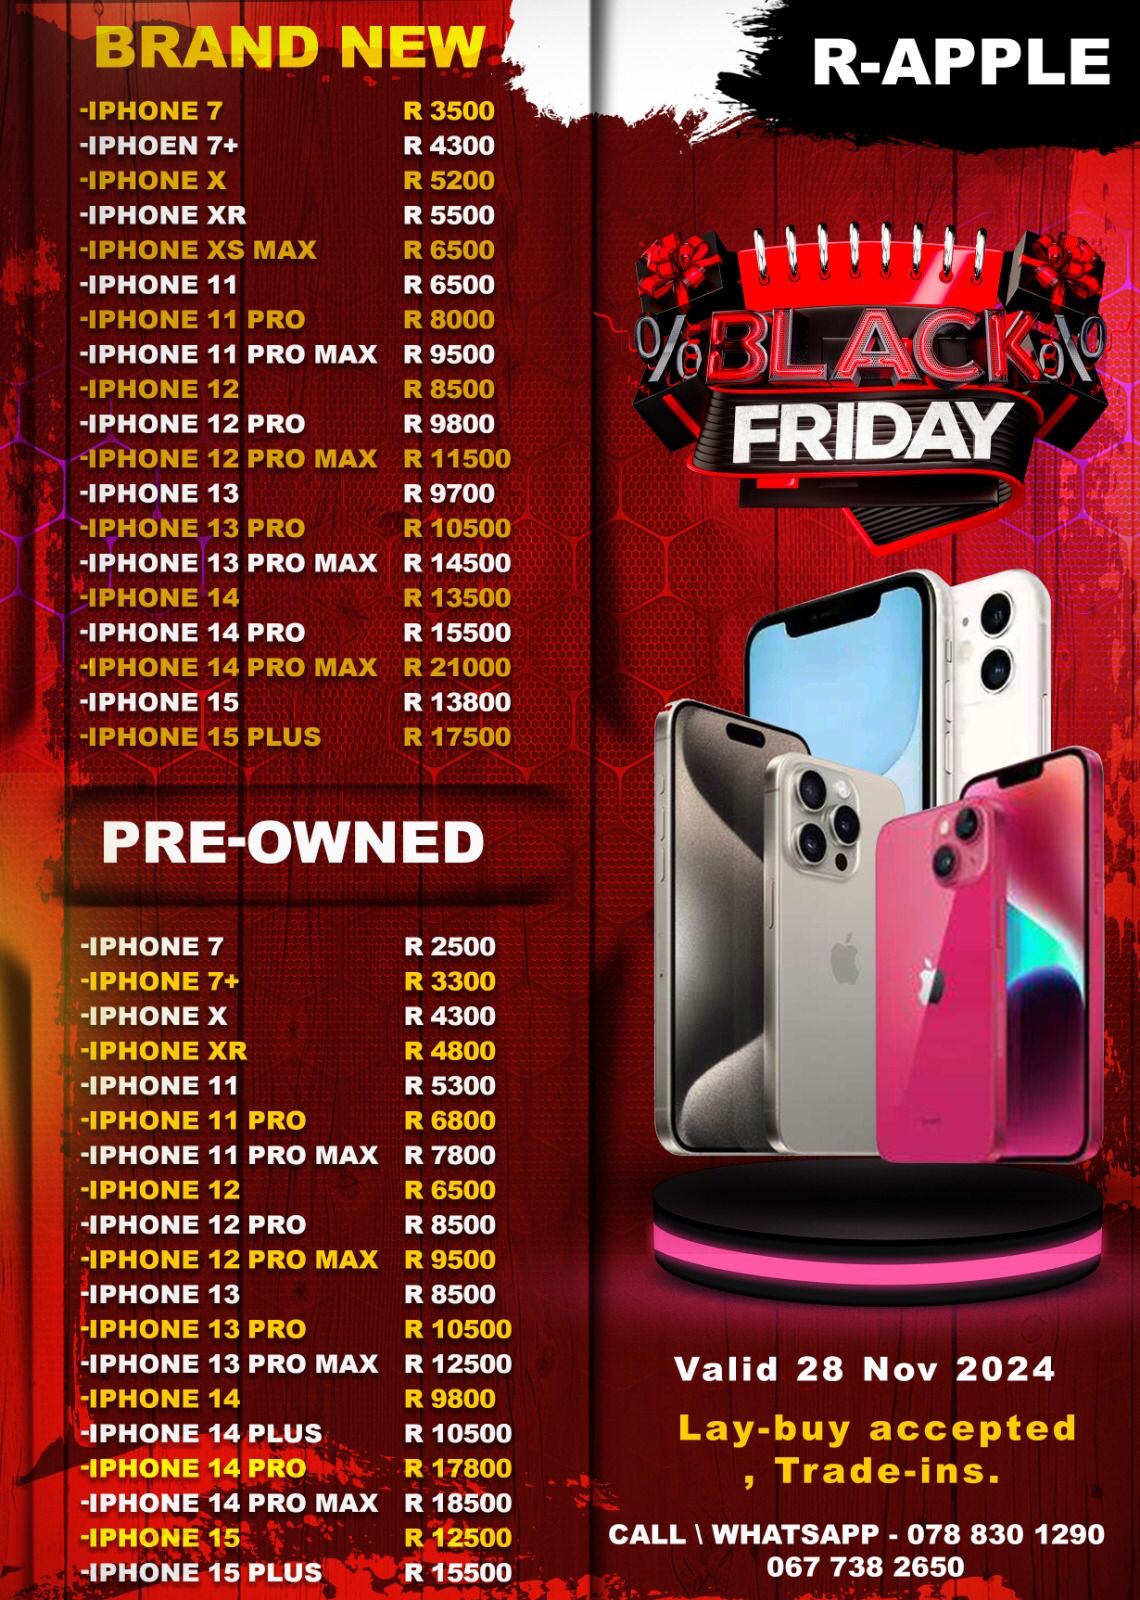 BRAND NEW
-IPHONE 7 R 3500
-IPHOEN 7+ R 4300
-IPHONE X R 5200
-IPHONE XR R 5500
-IPHONE XS MAX R 6500
-IPHONE 11 R 6500
-IPHONE 11 PRO R 8000
-IPHONE 11 PRO MAX R 9500
-IPHONE 12 R 8500
-IPHONE 12 PRO R 9800
-IPHONE 12 PRO MAX R 11500
-IPHONE 13 R 9700
-IPHONE 13 PRO R 10500
-IPHONE 13 PRO MAX R 14500
-IPHONE 14 R 13500
-IPHONE 14 PRO R 15500
-IPHONE 14 PRO MAX R 21000
-IPHONE 15 R 13800
-IPHONE 15 PLUS R 17500
PRE-OWNED
-IPHONE 7 R 2500
-IPHONE 7+ R 3300
-IPHONE X R 4300
-IPHONE XR R 4800
-IPHONE 11 R 5300
-IPHONE 11 PRO R 6800
-IPHONE 11 PRO MAX R 7800
-IPHONE 12 R 6500
-IPHONE 12 PRO R 8500
-IPHONE 12 PRO MAX R 9500
-IPHONE 13 R 8500
-IPHONE 13 PRO R 10500
-IPHONE 13 PRO MAX R 12500
-IPHONE 14 R 9800
-IPHONE 14 PLUS R 10500
-IPHONE 14 PRO R 17800
-IPHONE 14 PRO MAX R 18500
-IPHONE 15 R 12500
-IPHONE 15 PLUS R 15500
R-APPLE
% BLACK %
FRIDAY
Valid 28 Nov 2024
Lay-buy accepted
, Trade-ins.
CALL \ WHATSAPP - 078 830 1290
067 738 2650